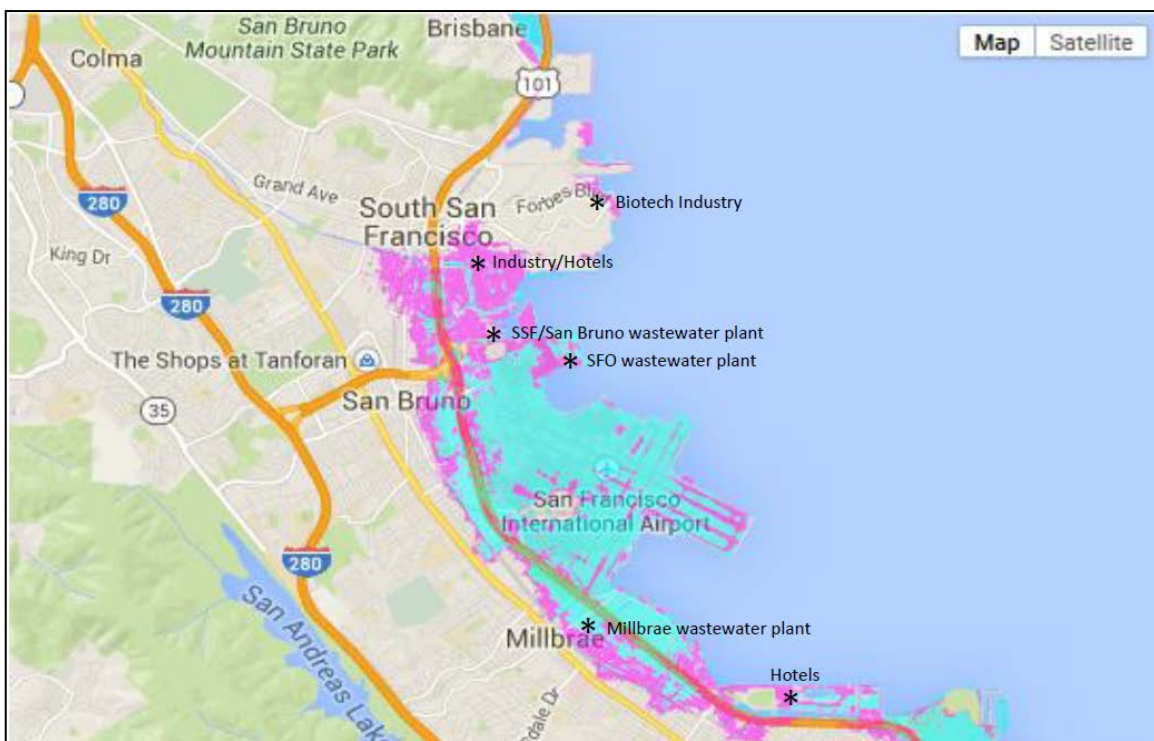 San Bruno
Mountain State Park
Brisbane
Map
Satellite
Colma
101
Grand Ave
Forbes Bl
Biotech Industry
280
South San
Francisco
King Dr
Industry/Hotels
280
SSF/San Bruno wastewater plant
The Shops at Tanforan
SFO wastewater plant
35
San Bruno
San Francisco
International Airport
280
San Andreas Lake
Millbrae
Millbrae wastewater plant
Hotels